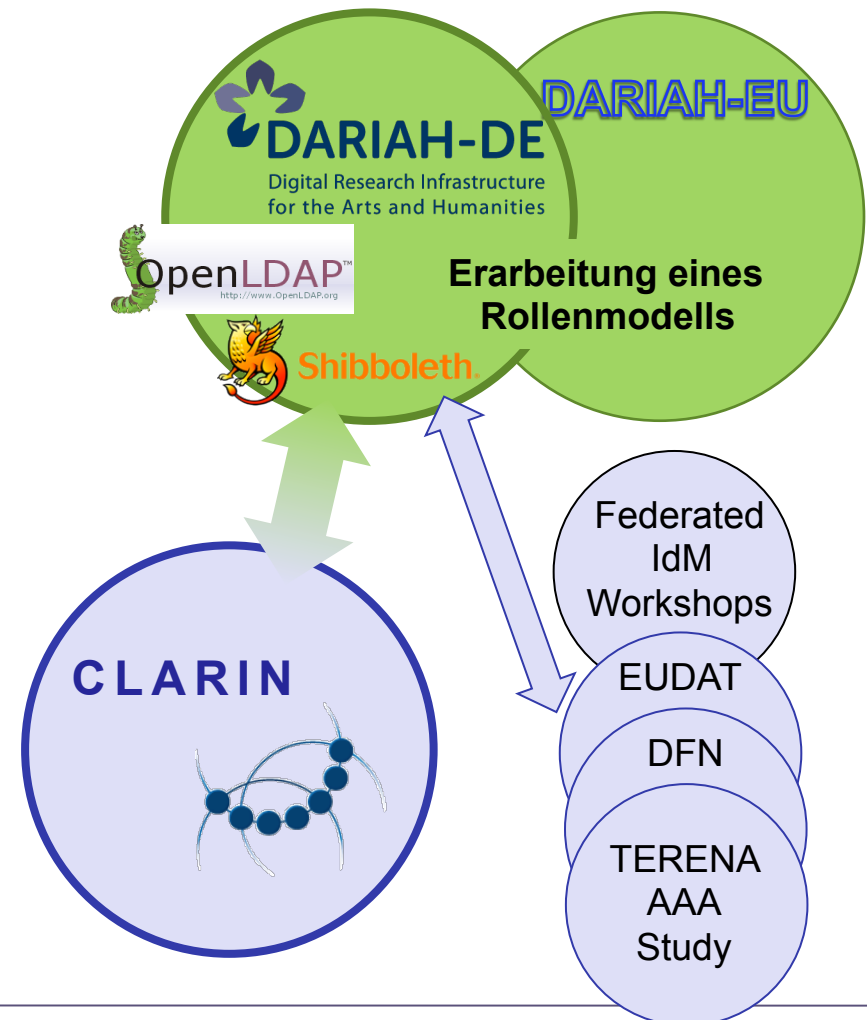 DARIAH-DE
Digital Research Infrastructure
for the Arts and Humanities
DARIAH-EU
OpenLDAP™
http://www.OpenLDAP.org
Shibboleth.
Erarbeitung eines
Rollenmodells
CLARIN
Federated
IdM
Workshops
EUDAT
DFN
TERENA
AAA
Study